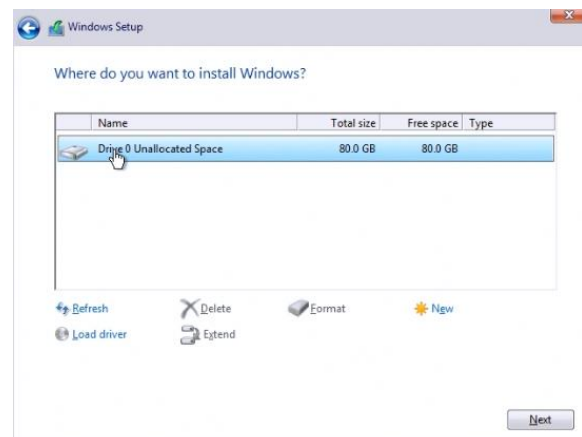 Windows Setup
Where do you want to install Windows?
Name Total size Free space Type
Drive 0 Unallocated Space 80.0 GB 80.0 GB
Refresh Delete Format New
Load driver Extend
Next